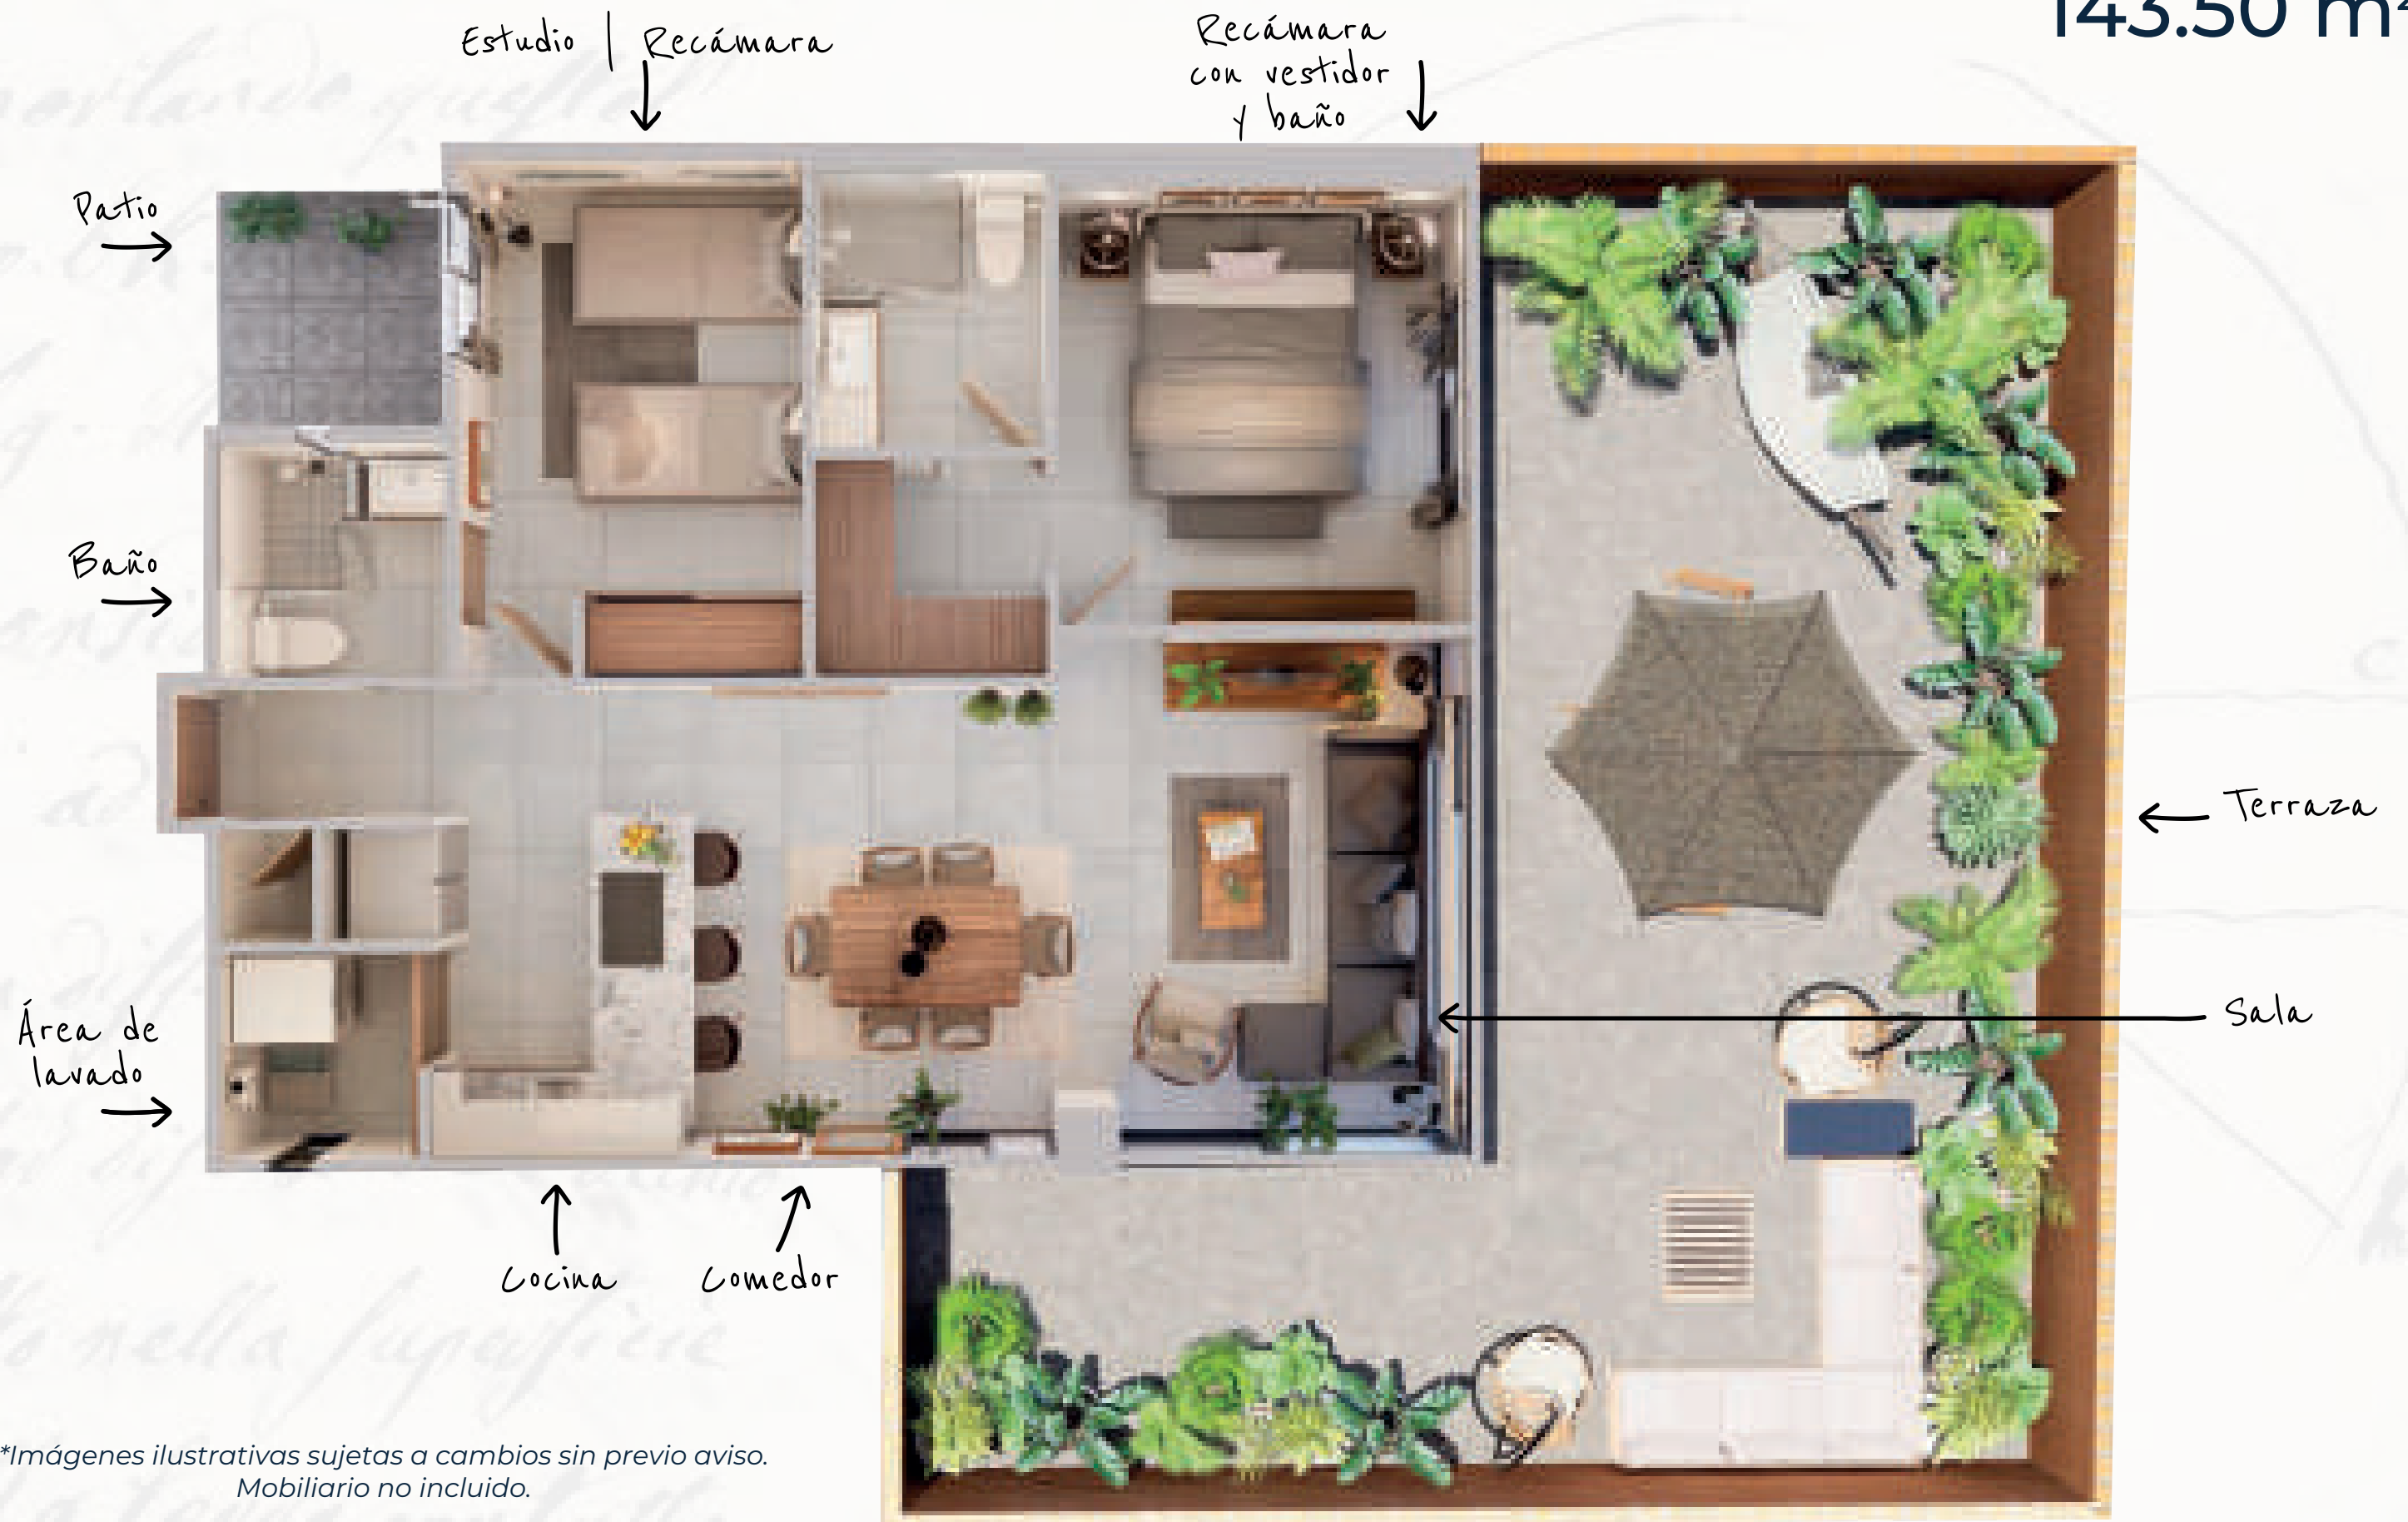 143.50 m²
Estudio | Recámara
Recámara
con vestidor
y baño
Patio
Baño
Terraza
Sala
Área de
lavado
Cocina
Comedor
*Imágenes ilustrativas sujetas a cambios sin previo aviso.
Mobiliario no incluido.